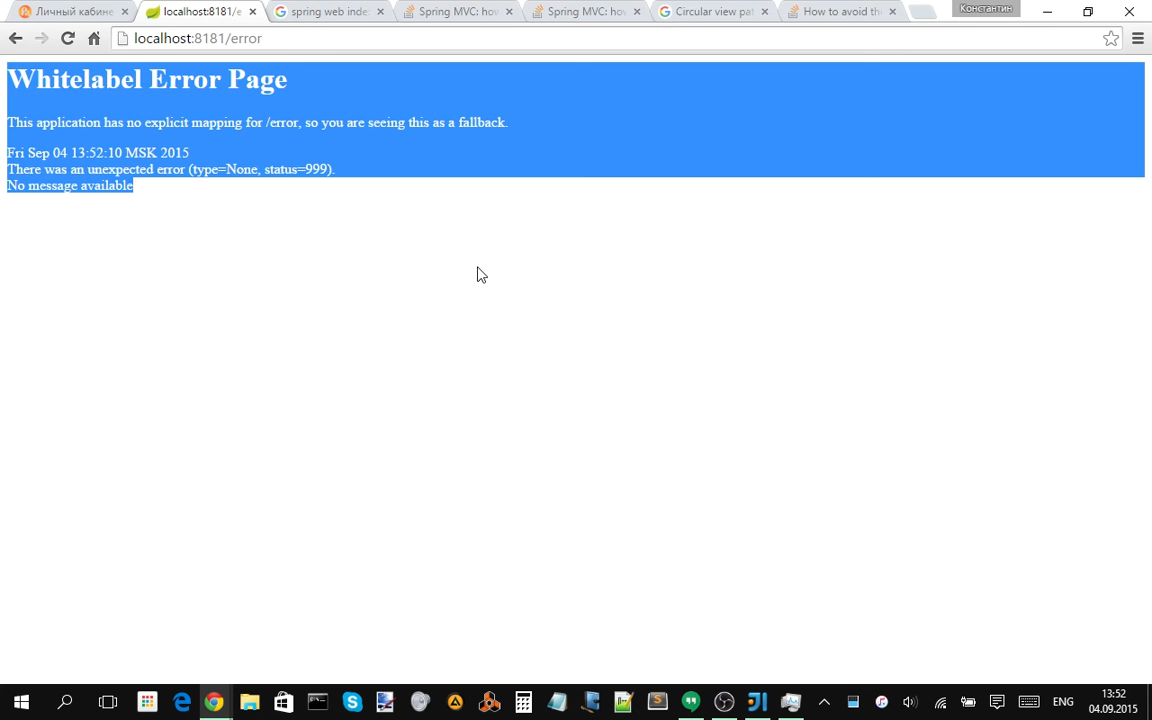 Личный кабине
localhost:8181/e
spring web inde
Spring MVC: how
Spring MVC: how
Circular view pat
How to avoid the
Константин
localhost:8181/error
Whitelabel Error Page
This application has no explicit mapping for /error, so you are seeing this as a fallback.
Fri Sep 04 13:52:10 MSK 2015
There was an unexpected error (type=None, status=999).
No message available
ENG
13:52
04.09.2015